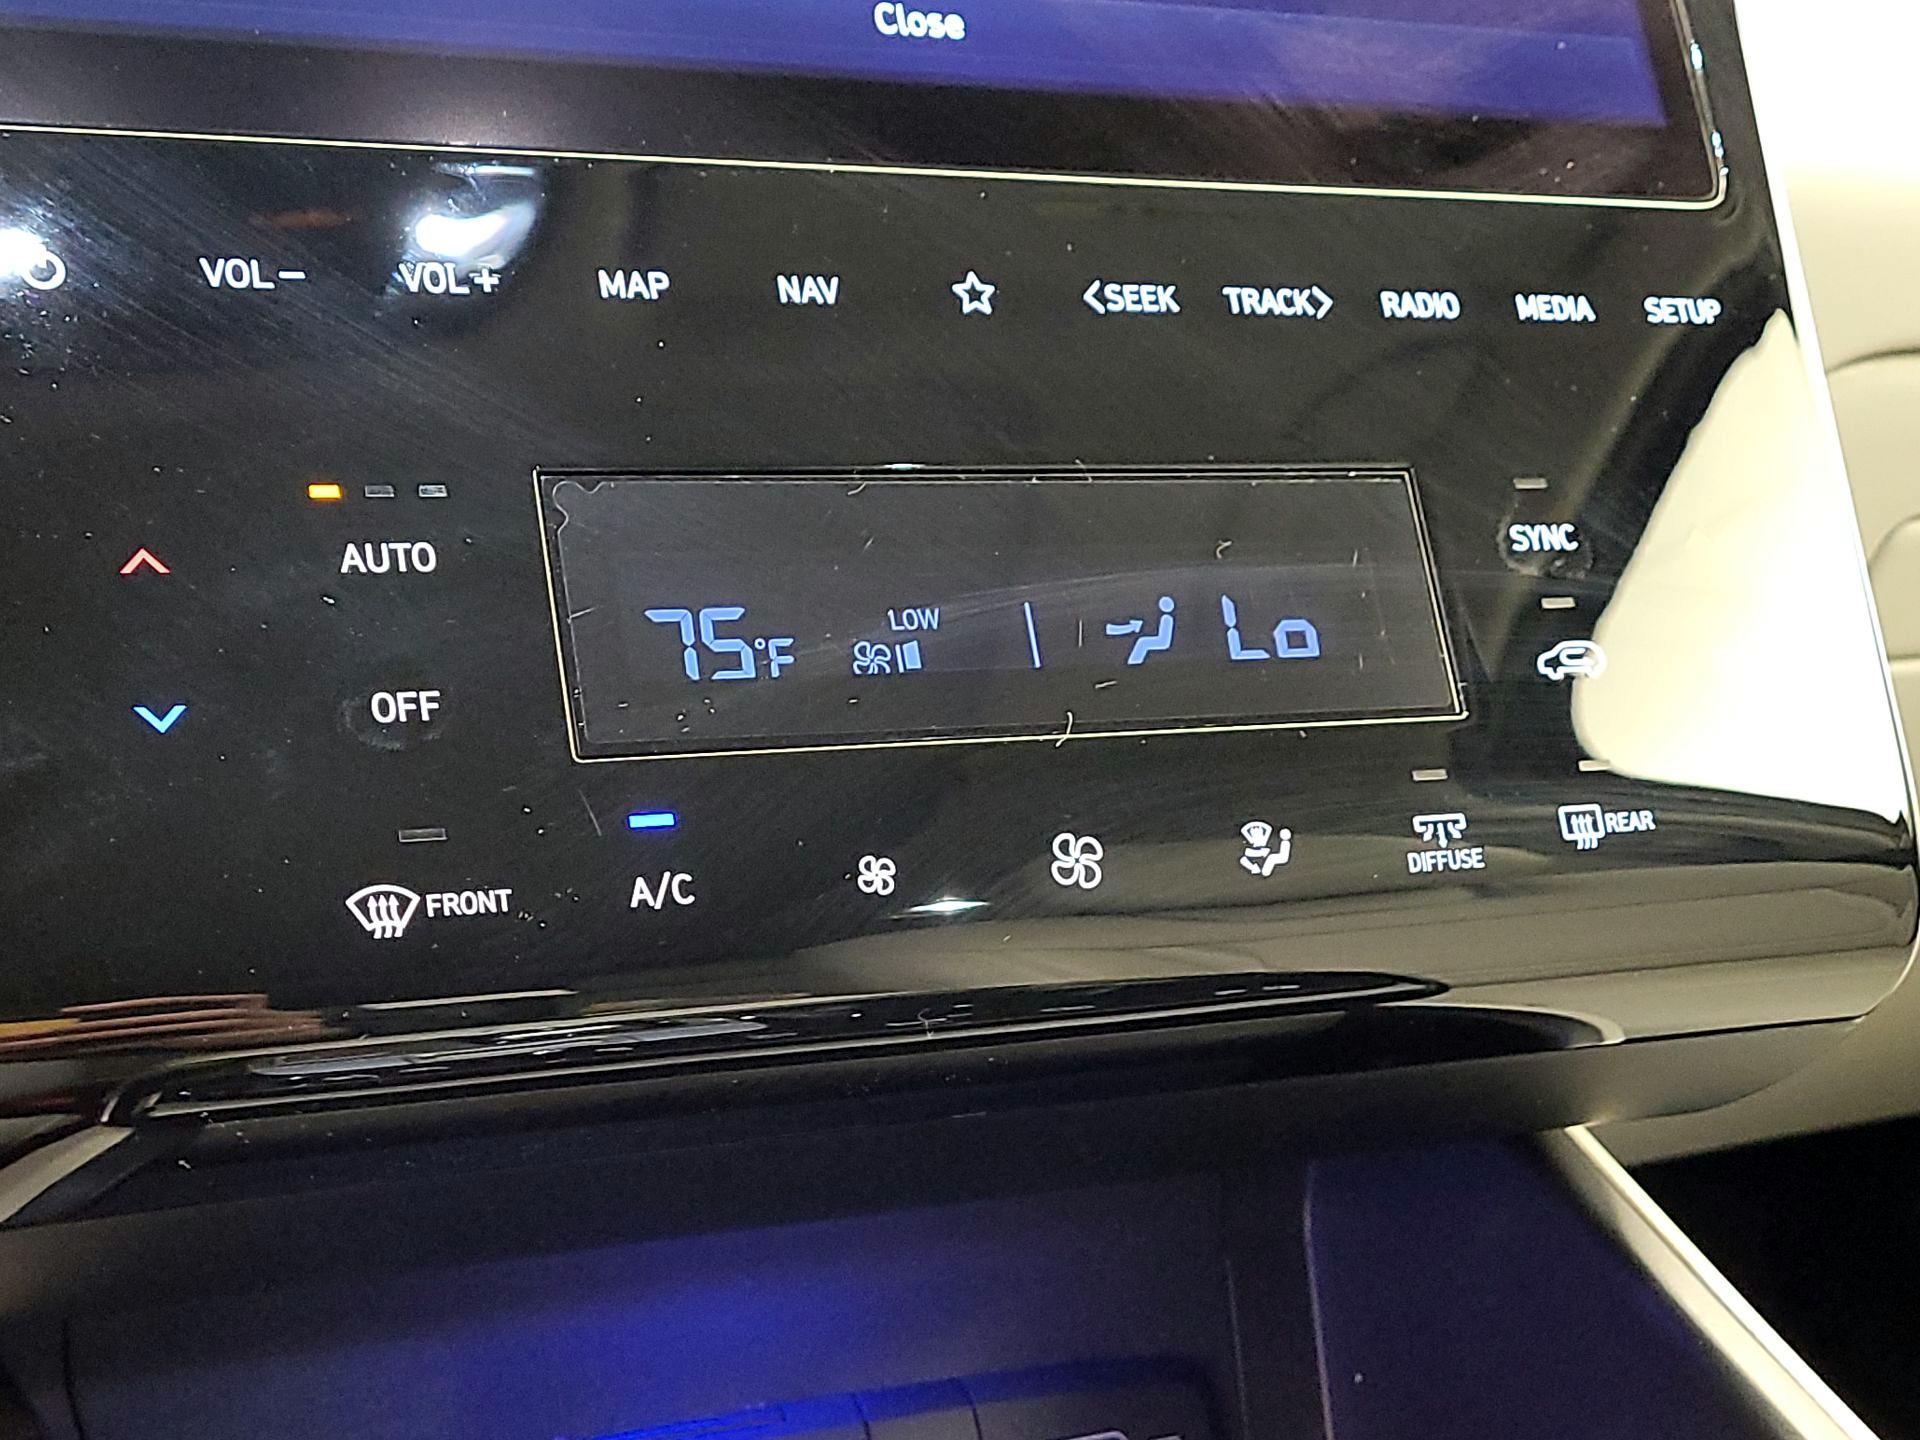 Close
VOL− VOL+ MAP NAV <SEEK TRACK> RADIO MEDIA SETUP
AUTO
SYNC
75°F LOW Lo
OFF
FRONT A/C DIFFUSE REAR